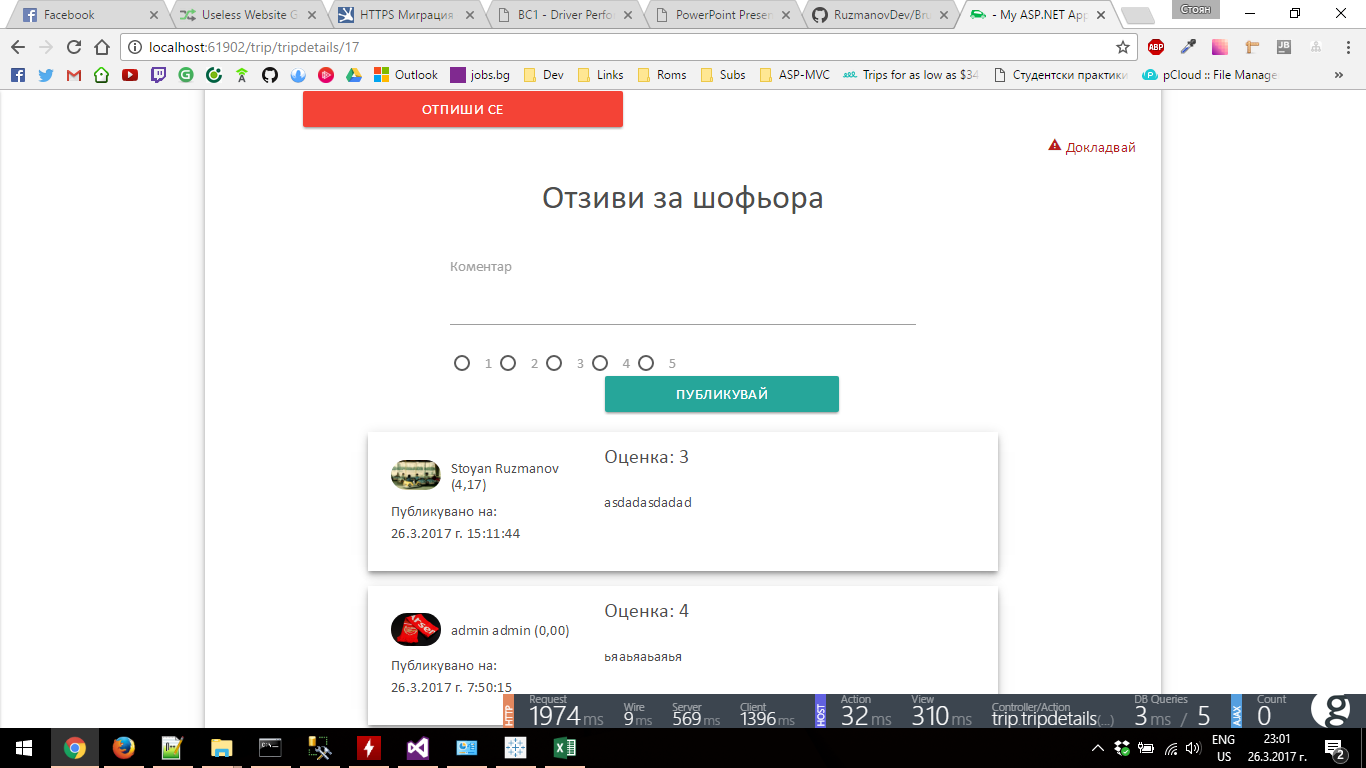 Facebook
Useless Website G
HTTPS Миграция
BC1 - Driver Perfo
PowerPoint Presen
RuzmanovDev/Bru
- My ASP.NET App
Стоян
localhost:61902/trip/tripdetails/17
ABP
JB
Outlook
jobs.bg
Dev
Links
Roms
Subs
ASP-MVC
Trips for as low as $34
Студентски практики
pCloud :: File Manage
»
ОТПИШИ СЕ
Докладвай
Отзиви за шофьора
Коментар
1 2 3 4 5
ПУБЛИКУВАЙ
Stoyan Ruzmanov
(4,17)
Публикувано на:
26.3.2017 г. 15:11:44
Оценка: 3
asdadasdadad
admin admin (0,00)
Публикувано на:
26.3.2017 г. 7:50:15
Оценка: 4
ьяаьяаьаяья
HTTP
Request
1974 ms
Wire
9 ms
Server
569 ms
Client
1396 ms
HOST
Action
32 ms
View
310 ms
Controller/Action
trip.tripdetails(...)
DB Queries
3 ms / 5
AJAX
Count
0
g
ENG
US
23:01
26.3.2017 г.
2